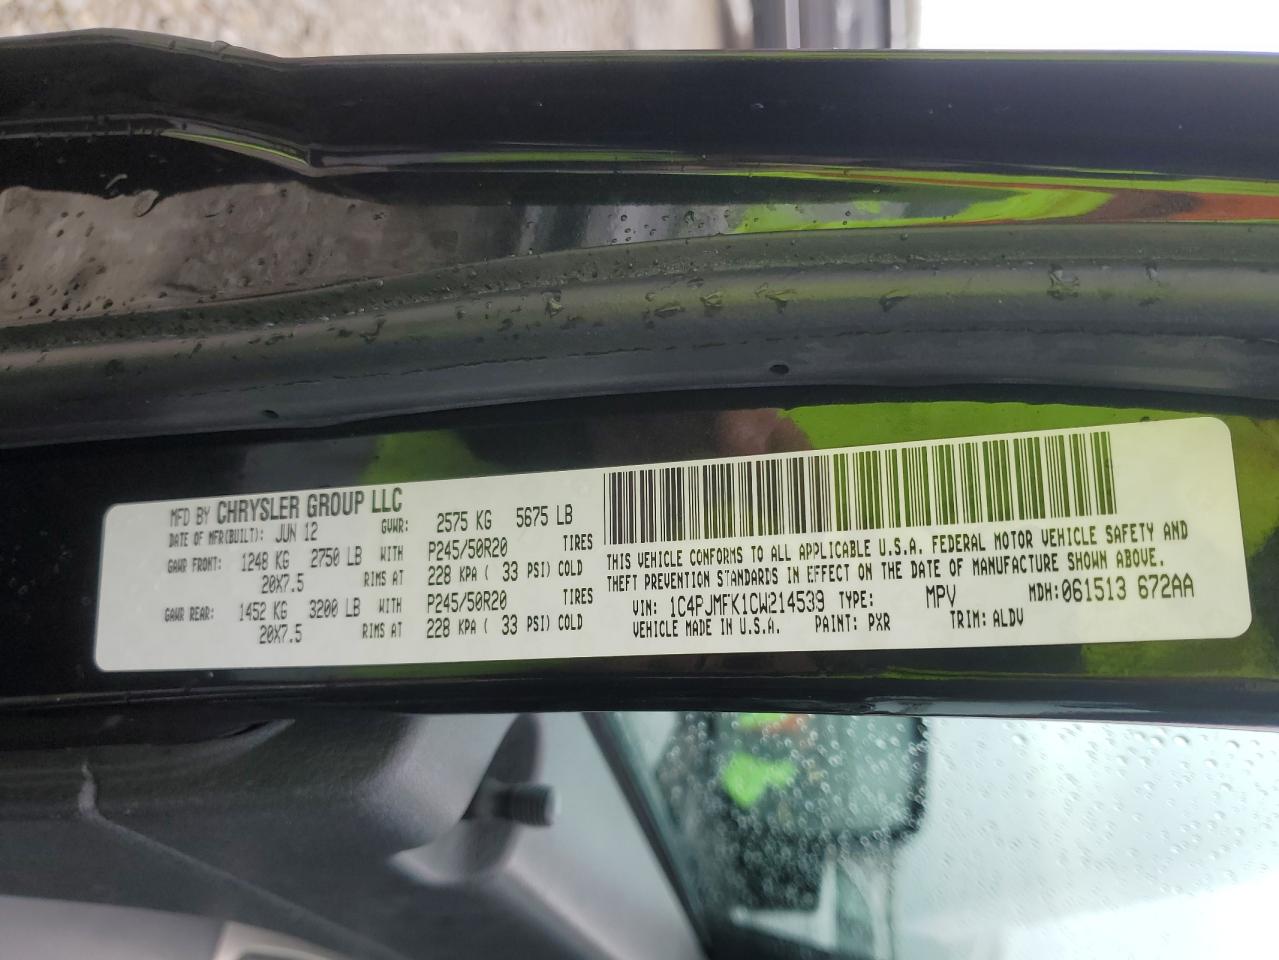 MFD BY CHRYSLER GROUP LLC
DATE OF MFR(BUILT): JUN 12 GVWR: 2575 KG 5675 LB
GAWR FRONT: 1248 KG 2750 LB WITH P245/50R20 TIRES
20X7.5 RIMS AT 228 KPA ( 33 PSI) COLD
GAWR REAR: 1452 KG 3200 LB WITH P245/50R20 TIRES
20X7.5 RIMS AT 228 KPA ( 33 PSI) COLD
THIS VEHICLE CONFORMS TO ALL APPLICABLE U.S.A. FEDERAL MOTOR VEHICLE SAFETY AND
THEFT PREVENTION STANDARDS IN EFFECT ON THE DATE OF MANUFACTURE SHOWN ABOVE.
VIN: 1C4PJMFK1CW214539 TYPE: MPV MDH:061513 672AA
VEHICLE MADE IN U.S.A. PAINT: PXR TRIM: ALDV